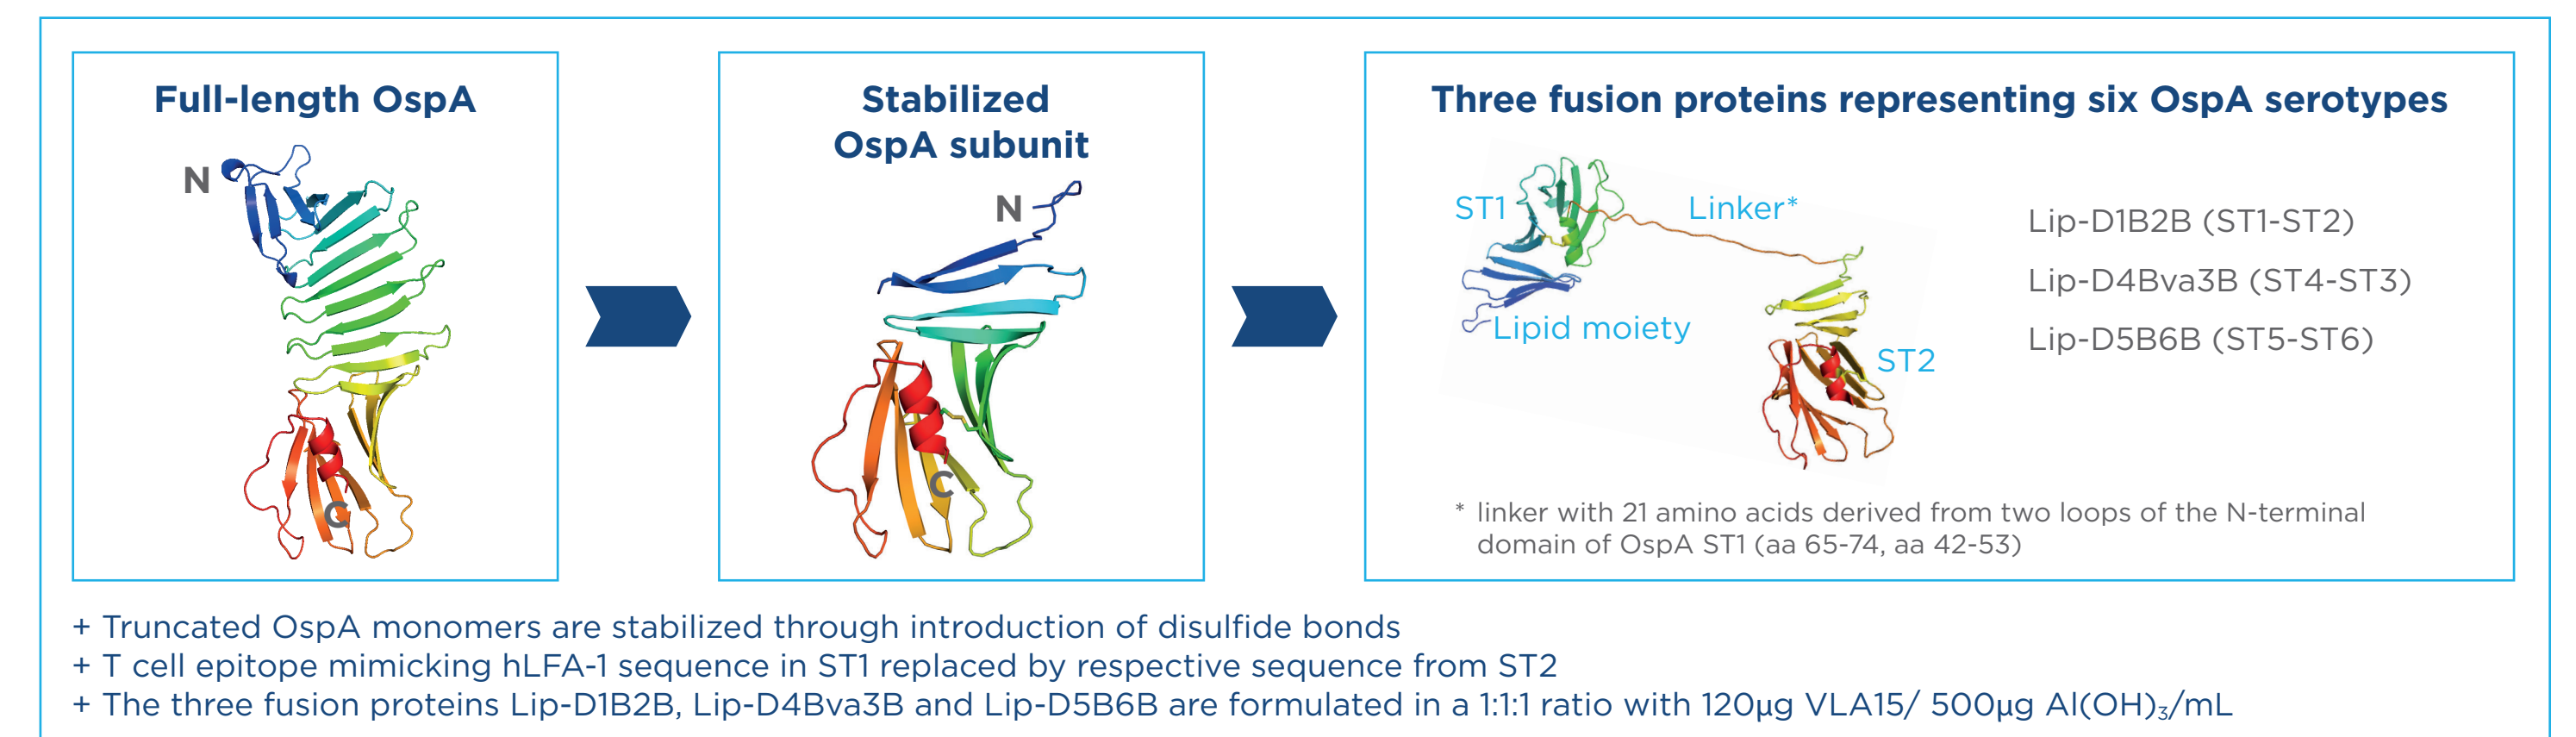 Full-length OspA
N
C
Stabilized
OspA subunit
N
C
Three fusion proteins representing six OspA serotypes
ST1
Linker*
Lipid moiety
ST2
Lip-D1B2B (ST1-ST2)
Lip-D4Bva3B (ST4-ST3)
Lip-D5B6B (ST5-ST6)
* linker with 21 amino acids derived from two loops of the N-terminal
domain of OspA ST1 (aa 65-74, aa 42-53)
+ Truncated OspA monomers are stabilized through introduction of disulfide bonds
+ T cell epitope mimicking hLFA-1 sequence in ST1 replaced by respective sequence from ST2
+ The three fusion proteins Lip-D1B2B, Lip-D4Bva3B and Lip-D5B6B are formulated in a 1:1:1 ratio with 120µg VLA15/ 500µg Al(OH)₃/mL